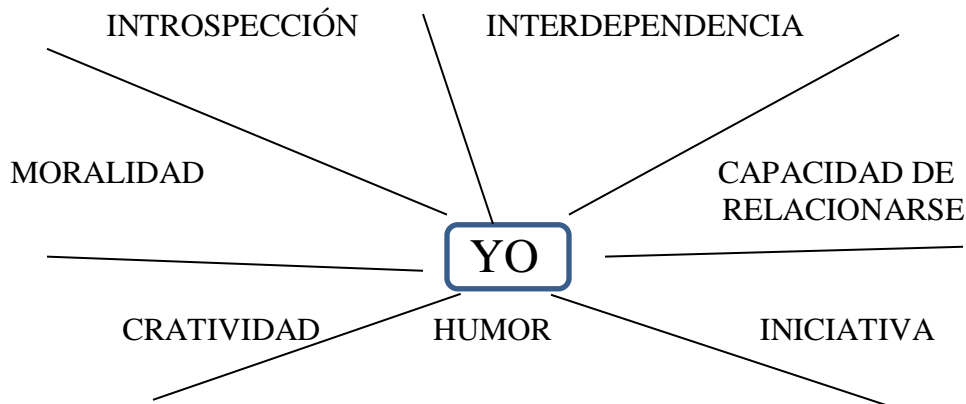 INTROSPECCIÓN
INTERDEPENDENCIA
MORALIDAD
CAPACIDAD DE
RELACIONARSE
YO
CRATIVIDAD
HUMOR
INICIATIVA